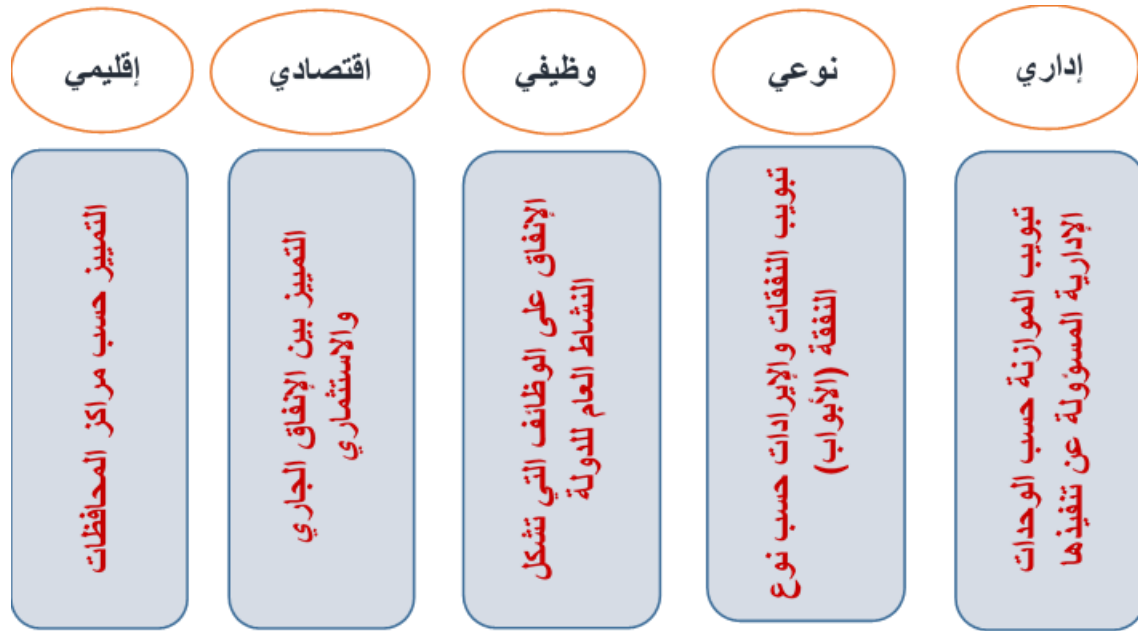 إداري
نوعي
وظيفي
اقتصادي
إقليمي
تبويب الموازنة حسب الوحدات
الإدارية المسؤولة عن تنفيذها
تبويب النفقات والإيرادات حسب نوع
النفقة (الأبواب)
الإنفاق على الوظائف التي تشكل
النشاط العام للدولة
التمييز بين الإنفاق الجاري
والاستثماري
التمييز حسب مراكز المحافظات